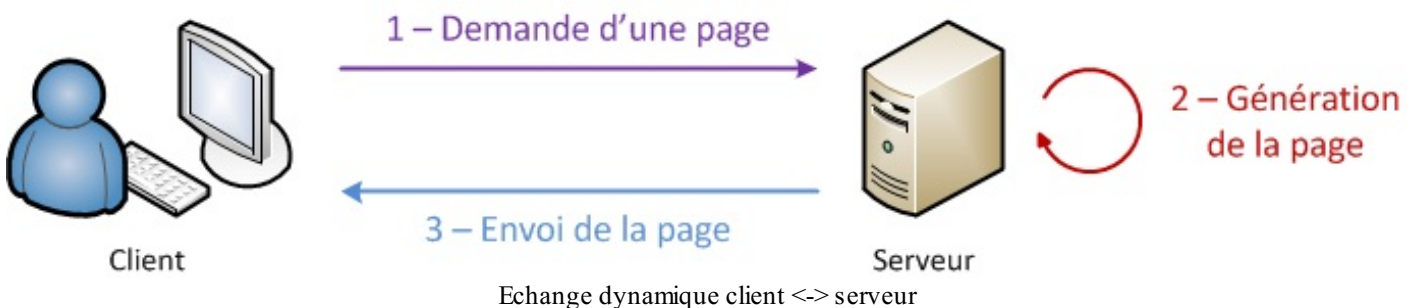 1 – Demande d'une page
2 – Génération
de la page
3 – Envoi de la page
Client
Serveur
Echange dynamique client <-> serveur